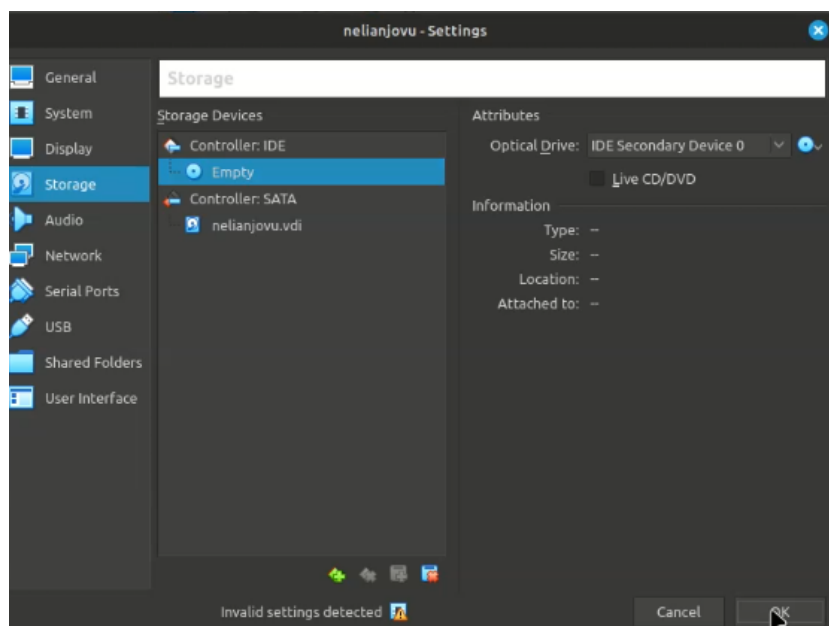 nelianjovu - Settings
General
System
Display
Storage
Audio
Network
Serial Ports
USB
Shared Folders
User Interface
Storage
Storage Devices
Controller: IDE
Empty
Controller: SATA
nelianjovu.vdi
Attributes
Optical Drive: IDE Secondary Device 0
Live CD/DVD
Information
Type: --
Size: --
Location: --
Attached to: --
Invalid settings detected
Cancel
OK